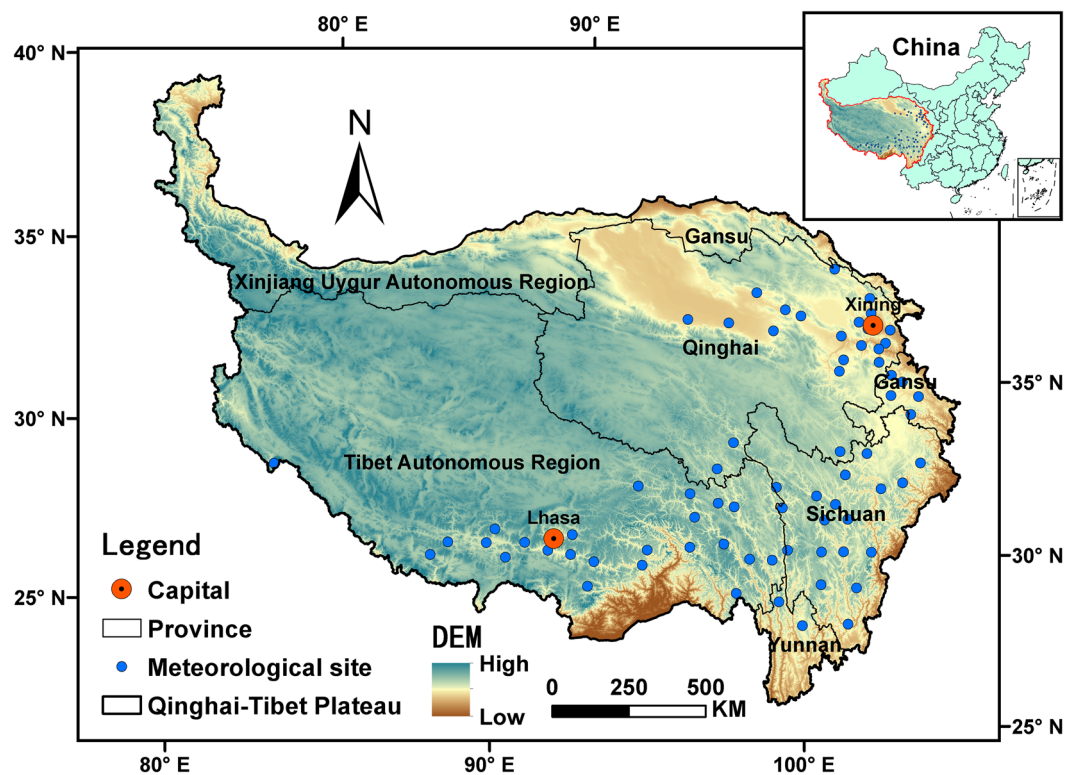 80° E
90° E
40° N
China
N
35° N
Gansu
Xinjiang Uygur Autonomous Region
Xining
Qinghai
Gansu
35° N
30° N
Tibet Autonomous Region
Lhasa
Sichuan
30° N
25° N
Yunnan
25° N
Legend
Capital
Province
Meteorological site
Qinghai-Tibet Plateau
DEM
High
Low
0 250 500
KM
80° E
90° E
100° E